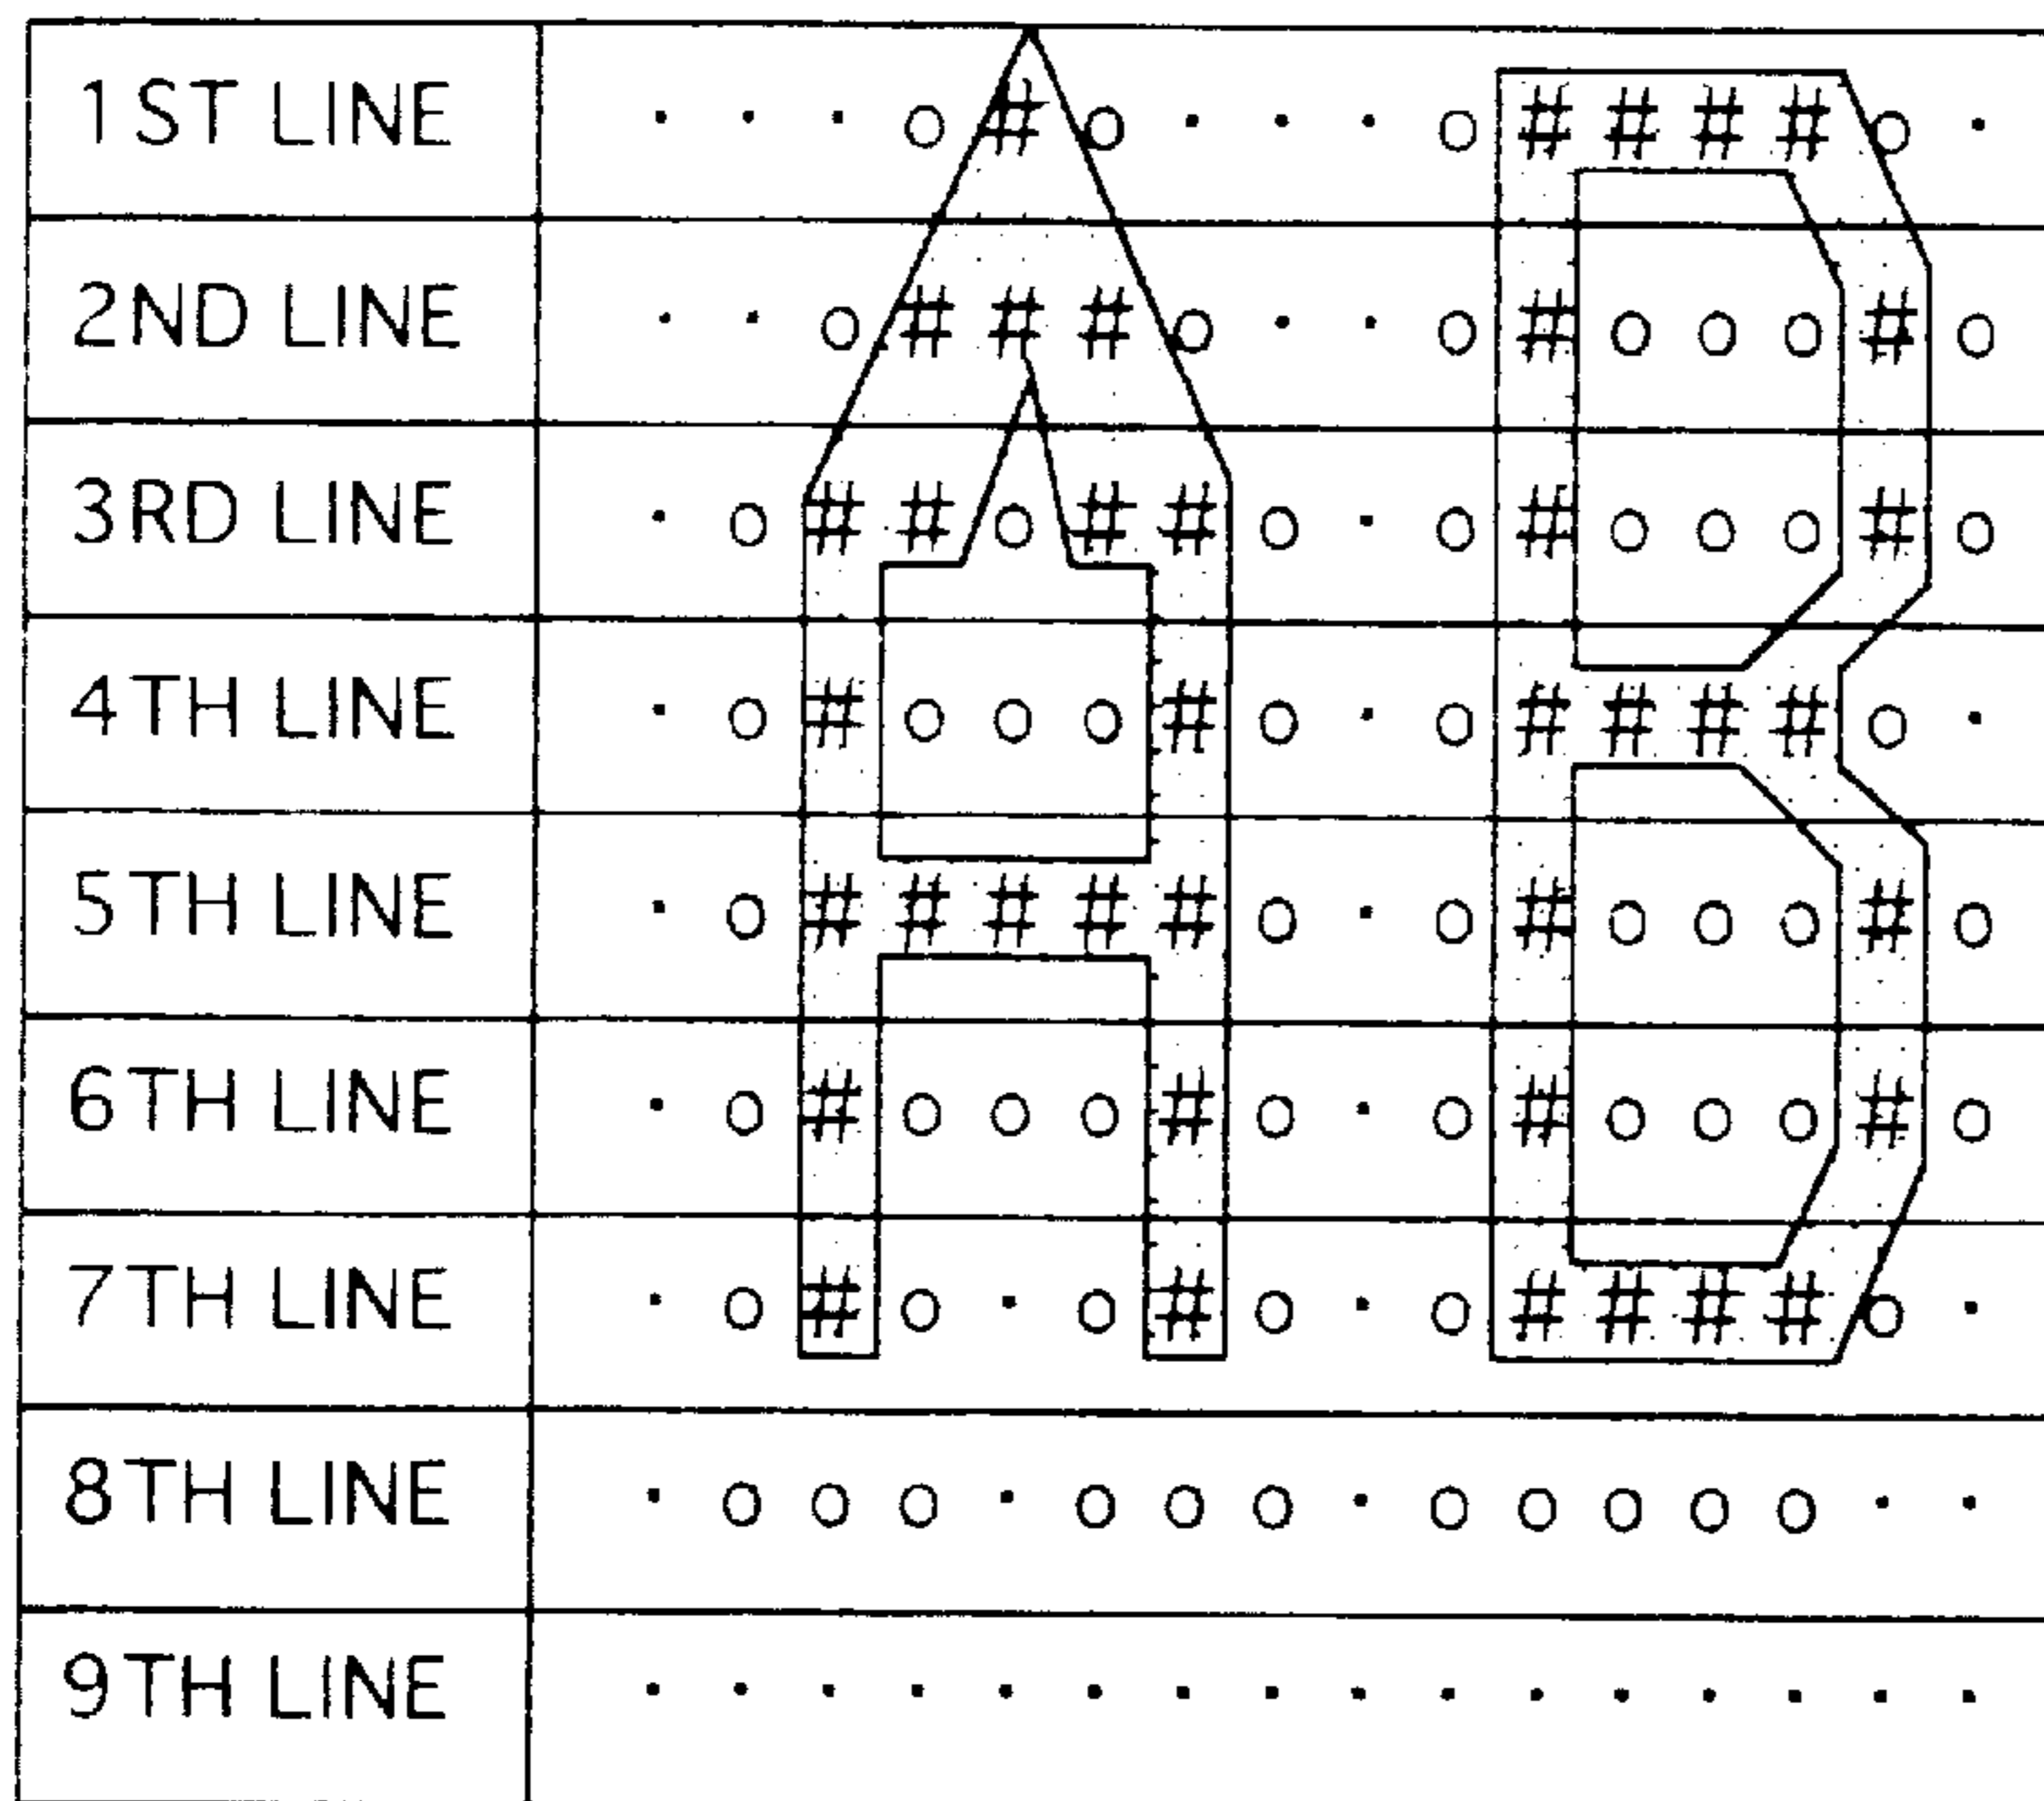 1ST LINE . . . o # o . . . o # # # # o .
2ND LINE . . o # # # o . . o # o o o # o
3RD LINE . o # # o # # o . o # o o o # o
4TH LINE . o # o o o # o . o # # # # o .
5TH LINE . o # # # # # o . o # o o o # o
6TH LINE . o # o o o # o . o # o o o # o
7TH LINE . o # o . o # o . o # # # # o .
8TH LINE . o o o . o o o . o o o o o . .
9TH LINE . . . . . . . . . . . . . . . .